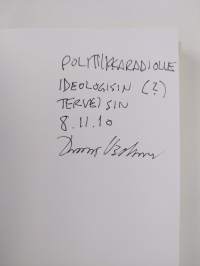 POLITIIKKARADIOLLE
IDEOLOGISIN (?)
TERVEISIN
8.11.10